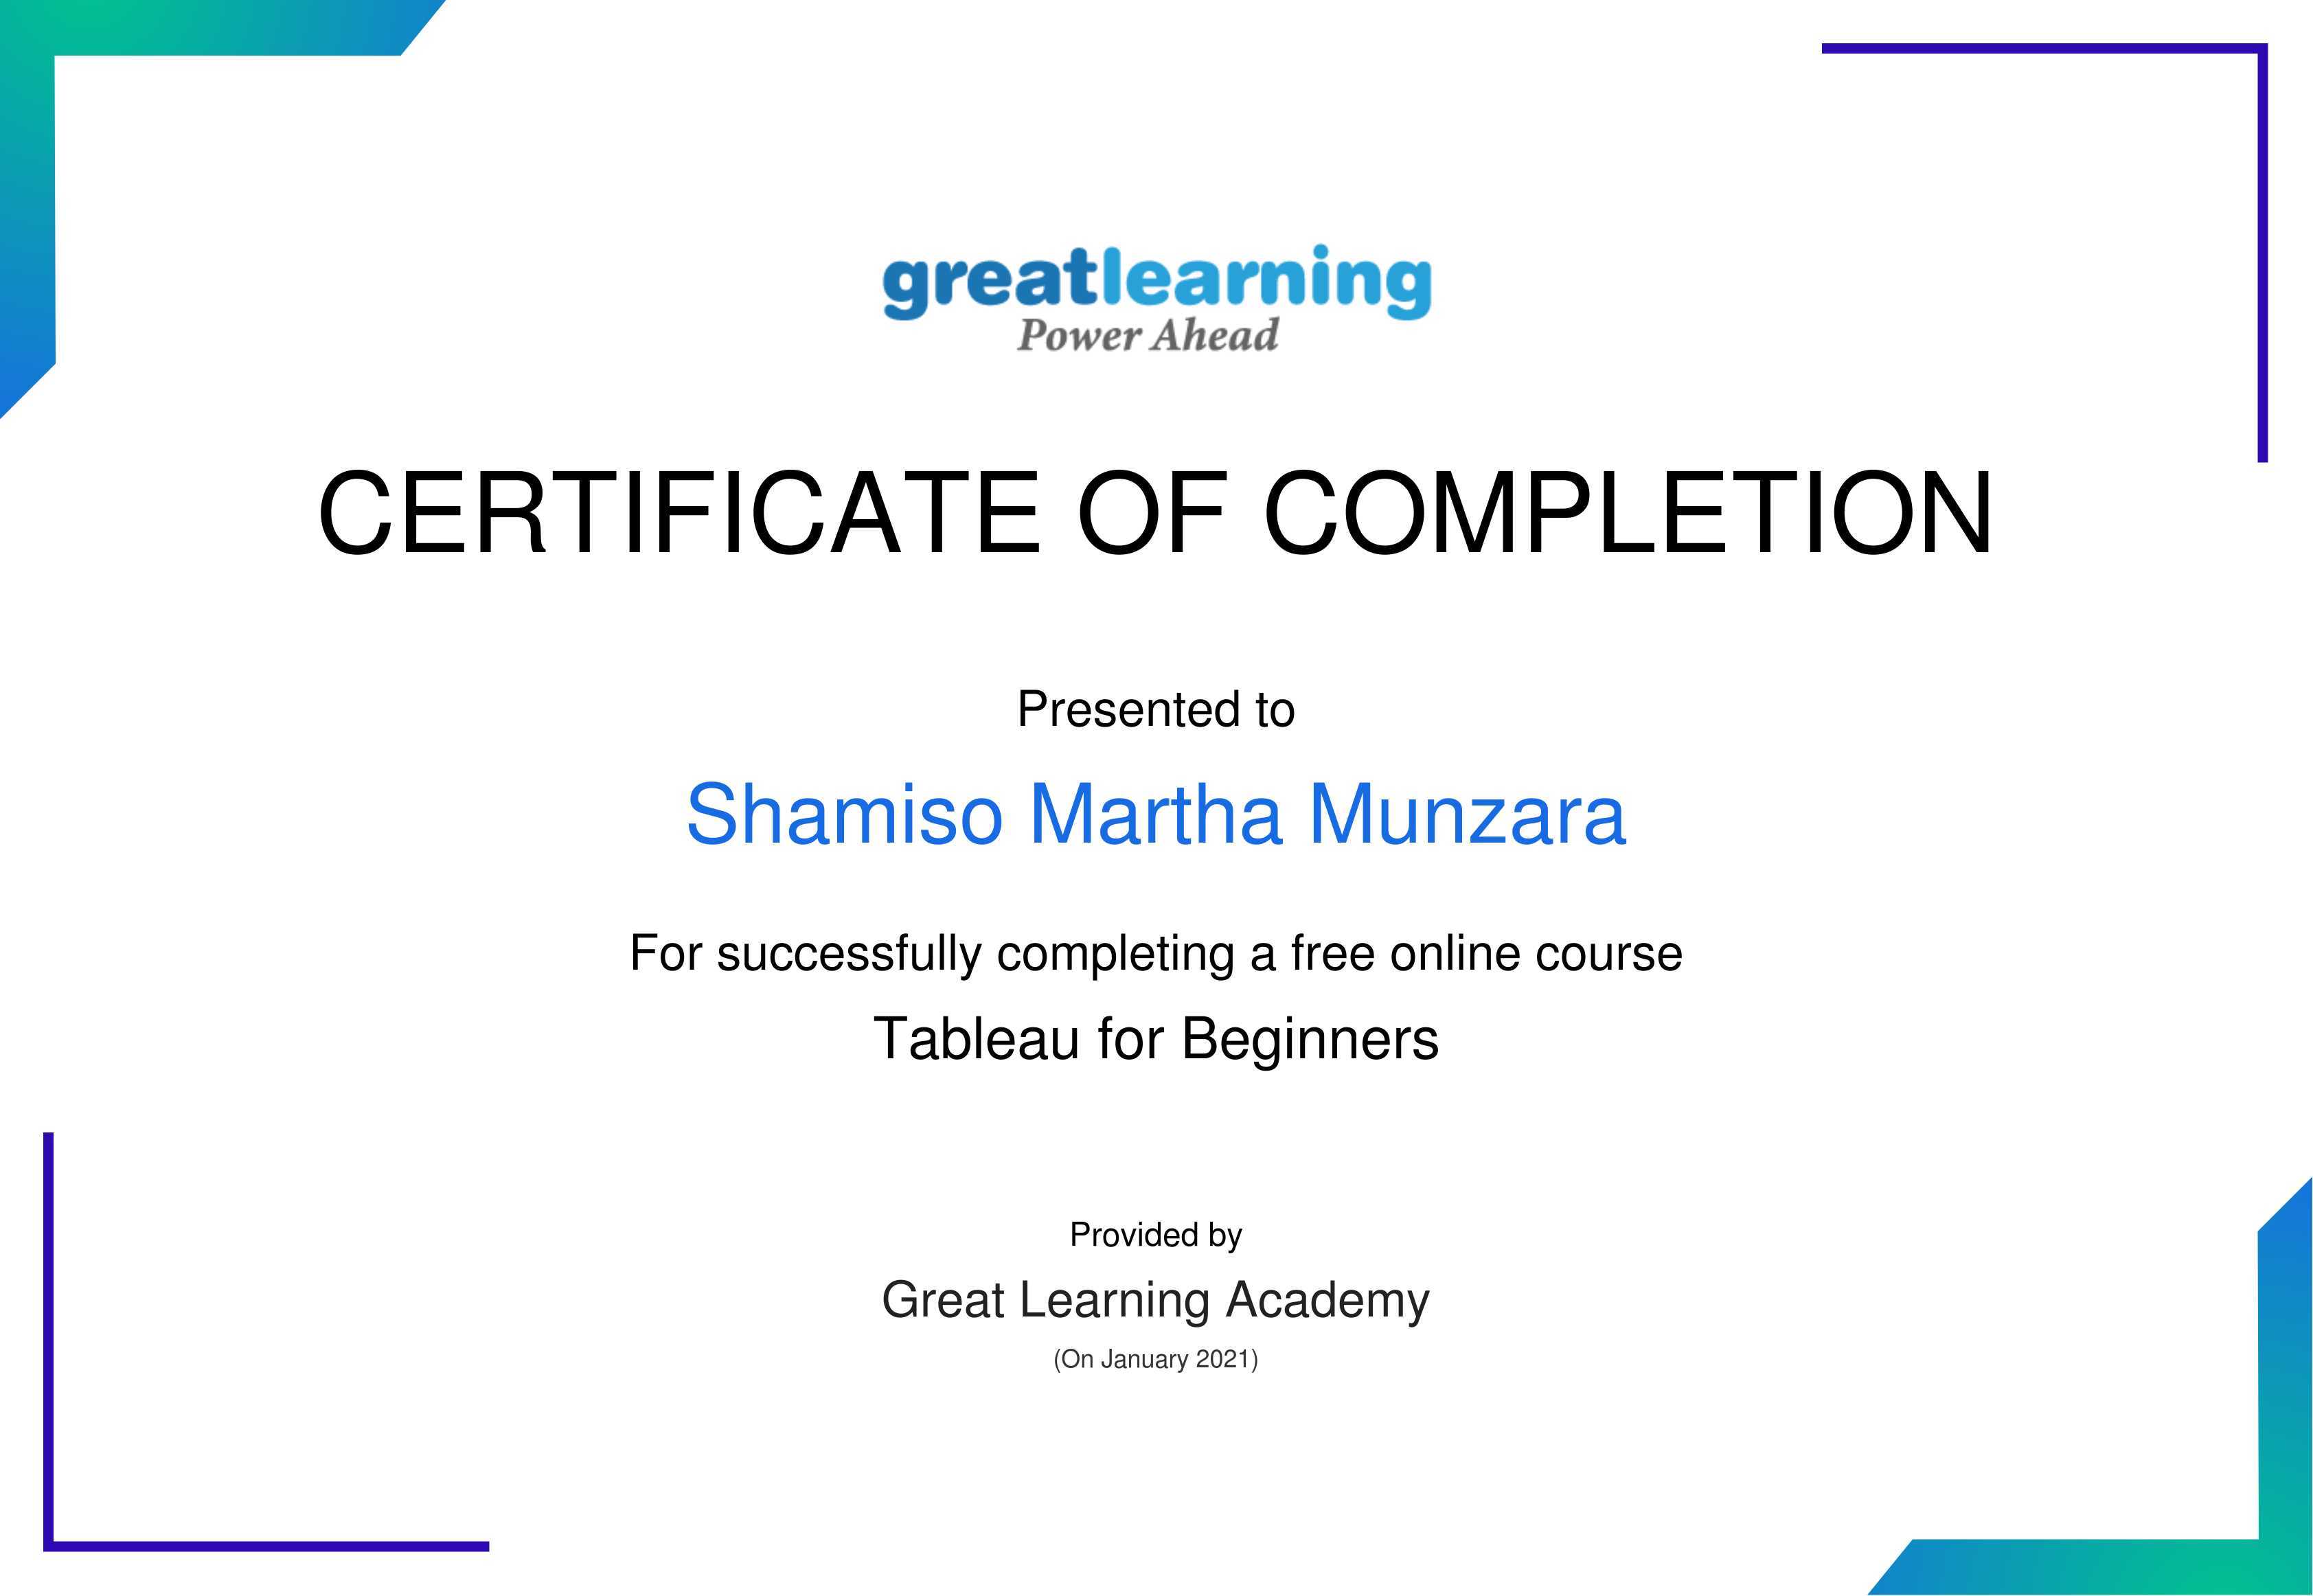 greatlearning
Power Ahead
CERTIFICATE OF COMPLETION
Presented to
Shamiso Martha Munzara
For successfully completing a free online course
Tableau for Beginners
Provided by
Great Learning Academy
(On January 2021)